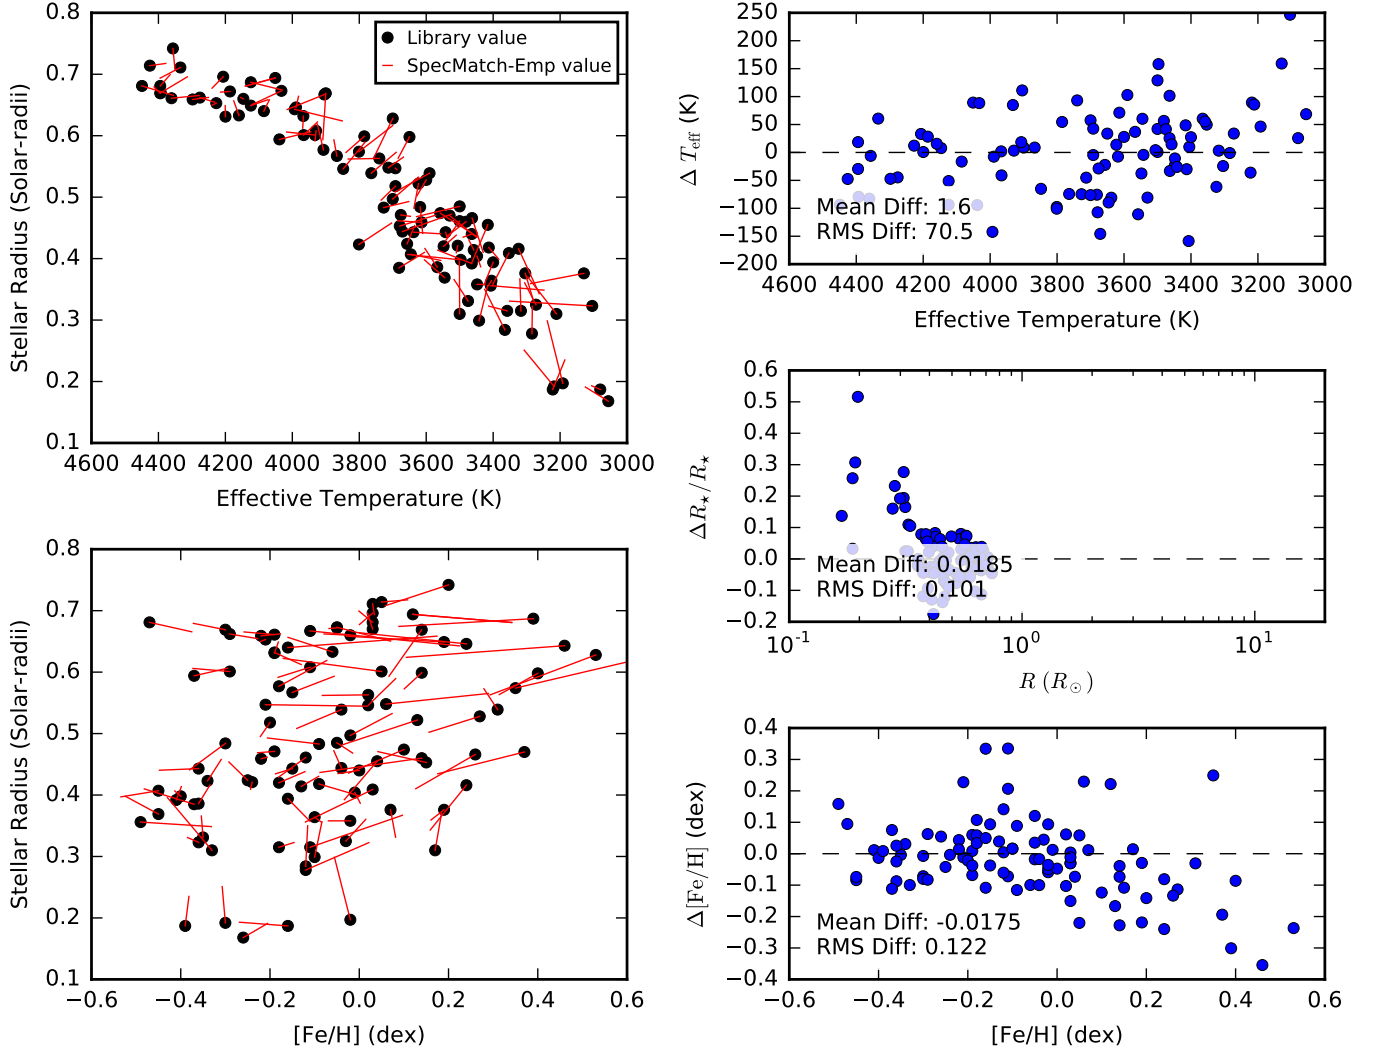 0.8
0.7
0.6
0.5
0.4
0.3
0.2
0.1
Stellar Radius (Solar-radii)
Library value
SpecMatch-Emp value
4600 4400 4200 4000 3800 3600 3400 3200 3000
Effective Temperature (K)
250
200
150
100
50
0
−50
−100
−150
−200
Δ T_eff (K)
Mean Diff: 1.6
RMS Diff: 70.5
4600 4400 4200 4000 3800 3600 3400 3200 3000
Effective Temperature (K)
0.6
0.5
0.4
0.3
0.2
0.1
0.0
−0.1
−0.2
ΔR⋆/R⋆
Mean Diff: 0.0185
RMS Diff: 0.101
10⁻¹ 10⁰ 10¹
R (R⊙)
0.8
0.7
0.6
0.5
0.4
0.3
0.2
0.1
Stellar Radius (Solar-radii)
−0.6 −0.4 −0.2 0.0 0.2 0.4 0.6
[Fe/H] (dex)
0.4
0.3
0.2
0.1
0.0
−0.1
−0.2
−0.3
−0.4
Δ[Fe/H] (dex)
Mean Diff: -0.0175
RMS Diff: 0.122
−0.6 −0.4 −0.2 0.0 0.2 0.4 0.6
[Fe/H] (dex)